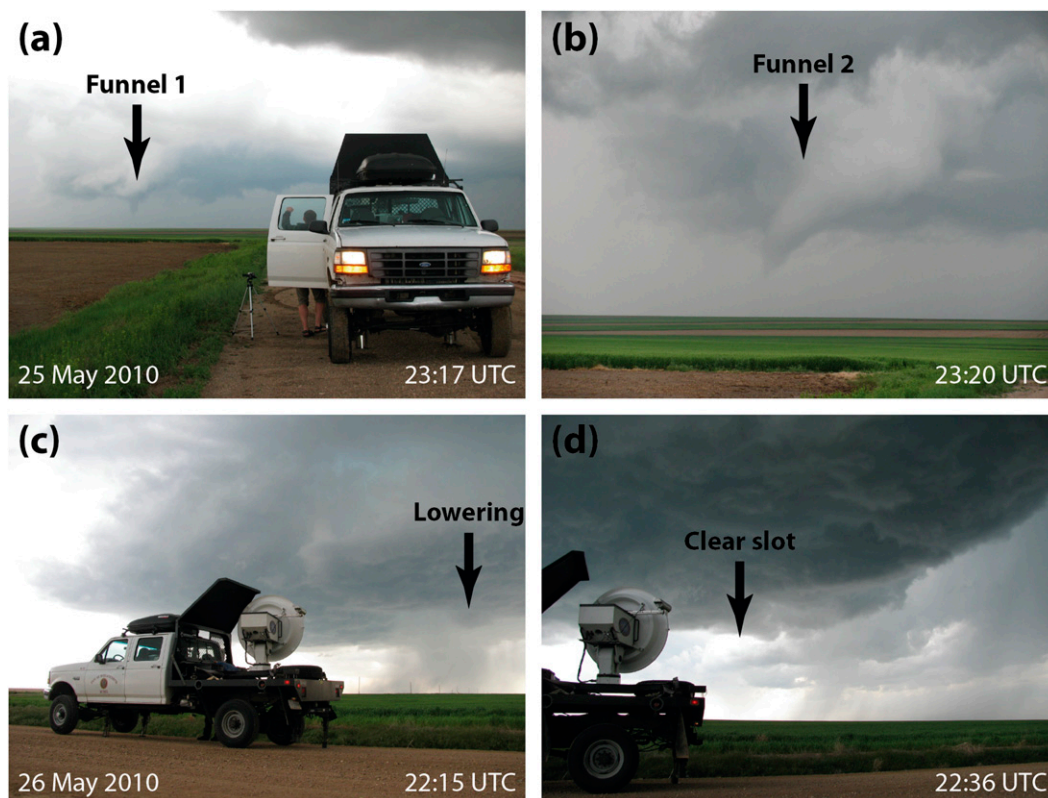 (a)
Funnel 1
25 May 2010
23:17 UTC
(b)
Funnel 2
23:20 UTC
(c)
Lowering
26 May 2010
22:15 UTC
(d)
Clear slot
22:36 UTC